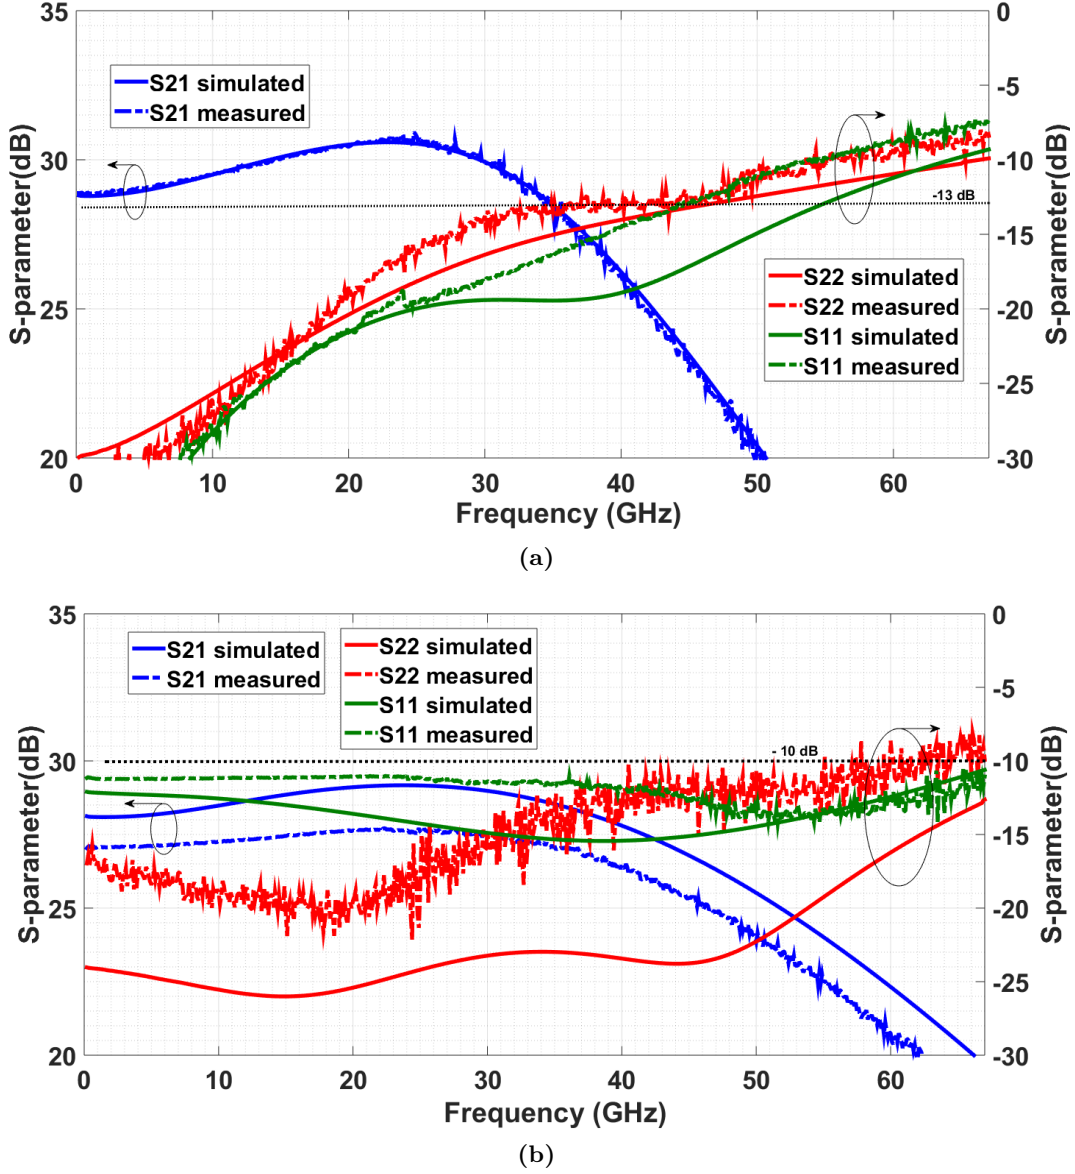 35
30
25
20
S-parameter(dB)
S21 simulated
S21 measured
0
-5
-10
-15
-20
-25
-30
S-parameter(dB)
-13 dB
S22 simulated
S22 measured
S11 simulated
S11 measured
0 10 20 30 40 50 60
Frequency (GHz)
(a)
35
30
25
20
S-parameter(dB)
S21 simulated
S21 measured
S22 simulated
S22 measured
S11 simulated
S11 measured
0
-5
-10
-15
-20
-25
-30
S-parameter(dB)
- 10 dB
0 10 20 30 40 50 60
Frequency (GHz)
(b)